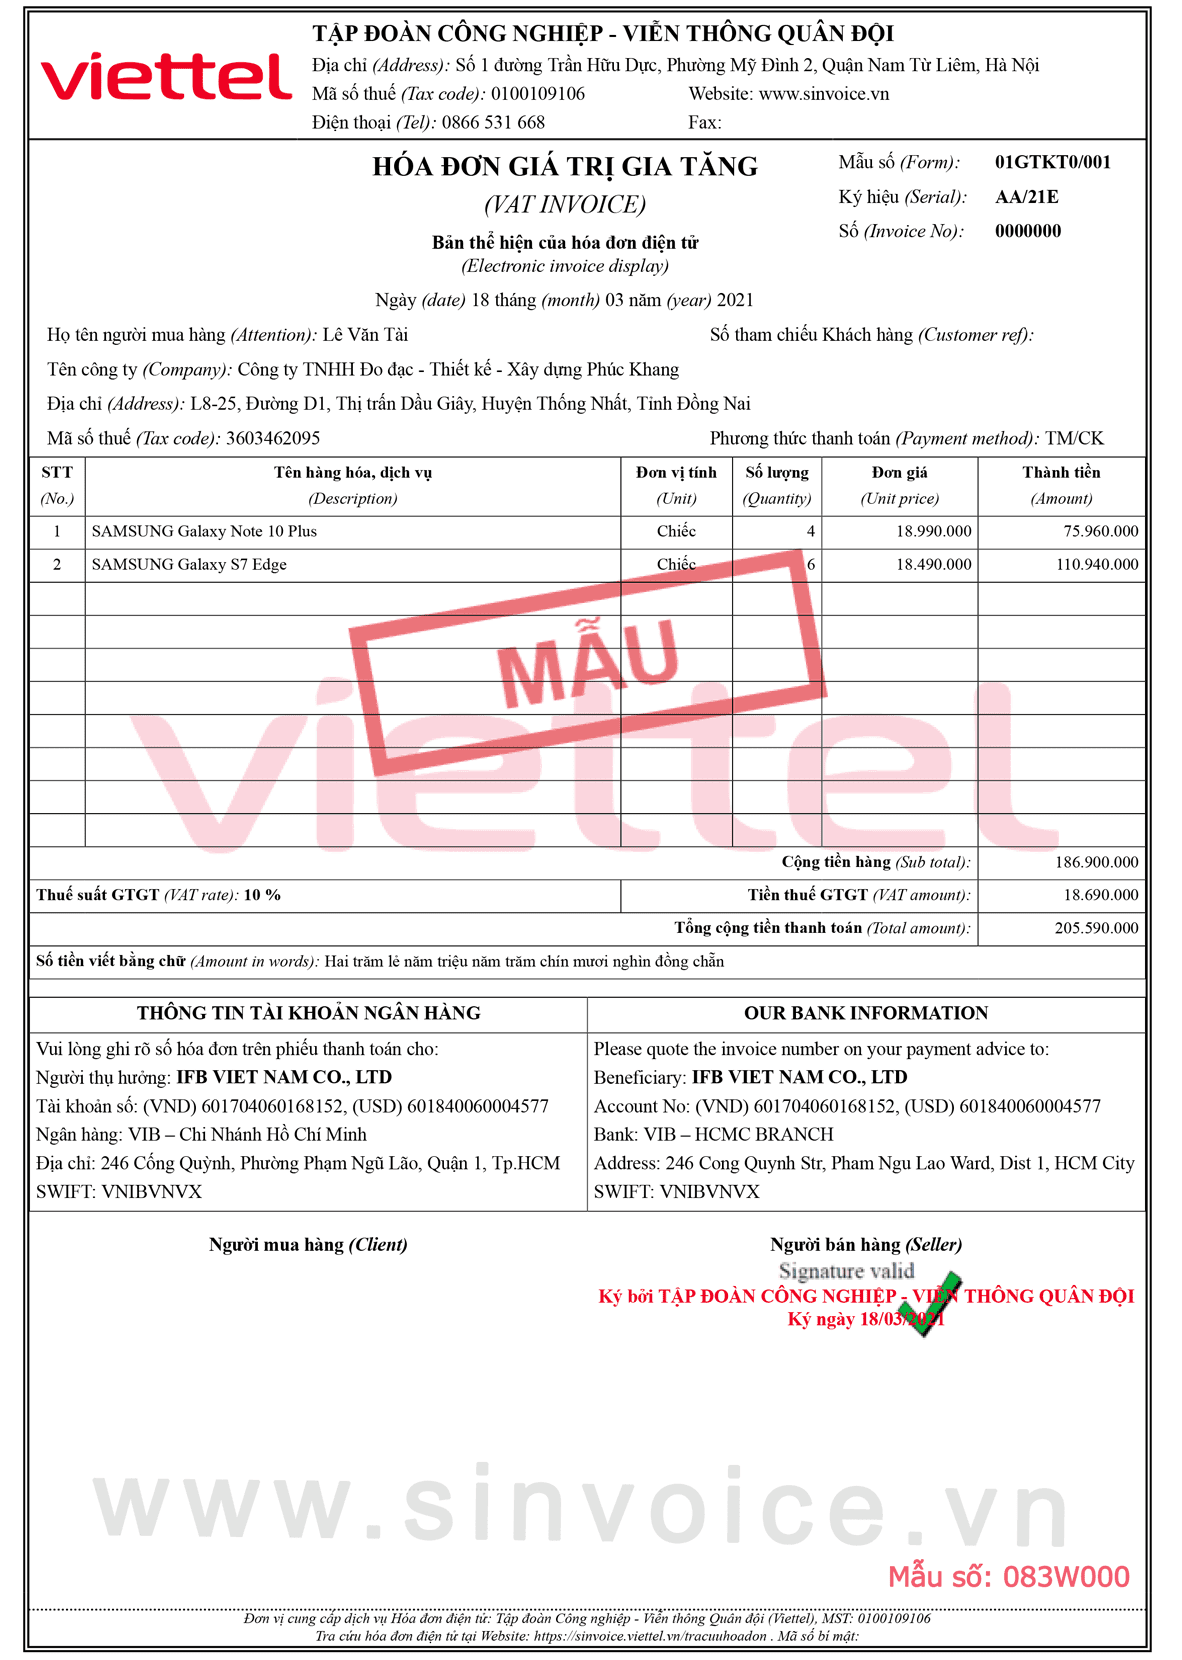 viettel
TẬP ĐOÀN CÔNG NGHIỆP - VIỄN THÔNG QUÂN ĐỘI
Địa chỉ (Address): Số 1 đường Trần Hữu Dực, Phường Mỹ Đình 2, Quận Nam Từ Liêm, Hà Nội
Mã số thuế (Tax code): 0100109106 Website: www.sinvoice.vn
Điện thoại (Tel): 0866 531 668 Fax:
HÓA ĐƠN GIÁ TRỊ GIA TĂNG
(VAT INVOICE)
Bản thể hiện của hóa đơn điện tử
(Electronic invoice display)
Ngày (date) 18 tháng (month) 03 năm (year) 2021
Mẫu số (Form): 01GTKT0/001
Ký hiệu (Serial): AA/21E
Số (Invoice No): 0000000
Họ tên người mua hàng (Attention): Lê Văn Tài Số tham chiếu Khách hàng (Customer ref):
Tên công ty (Company): Công ty TNHH Đo đạc - Thiết kế - Xây dựng Phúc Khang
Địa chỉ (Address): L8-25, Đường D1, Thị trấn Dầu Giây, Huyện Thống Nhất, Tỉnh Đồng Nai
Mã số thuế (Tax code): 3603462095 Phương thức thanh toán (Payment method): TM/CK
STT Tên hàng hóa, dịch vụ Đơn vị tính Số lượng Đơn giá Thành tiền
(No.) (Description) (Unit) (Quantity) (Unit price) (Amount)
1 SAMSUNG Galaxy Note 10 Plus Chiếc 4 18.990.000 75.960.000
2 SAMSUNG Galaxy S7 Edge Chiếc 6 18.490.000 110.940.000
MẪU
viettel
Cộng tiền hàng (Sub total): 186.900.000
Thuế suất GTGT (VAT rate): 10 % Tiền thuế GTGT (VAT amount): 18.690.000
Tổng cộng tiền thanh toán (Total amount): 205.590.000
Số tiền viết bằng chữ (Amount in words): Hai trăm lẻ năm triệu năm trăm chín mươi nghìn đồng chẵn
THÔNG TIN TÀI KHOẢN NGÂN HÀNG
Vui lòng ghi rõ số hóa đơn trên phiếu thanh toán cho:
Người thụ hưởng: IFB VIET NAM CO., LTD
Tài khoản số: (VND) 601704060168152, (USD) 601840060004577
Ngân hàng: VIB – Chi Nhánh Hồ Chí Minh
Địa chỉ: 246 Cống Quỳnh, Phường Phạm Ngũ Lão, Quận 1, Tp.HCM
SWIFT: VNIBVNVX
OUR BANK INFORMATION
Please quote the invoice number on your payment advice to:
Beneficiary: IFB VIET NAM CO., LTD
Account No: (VND) 601704060168152, (USD) 601840060004577
Bank: VIB – HCMC BRANCH
Address: 246 Cong Quynh Str, Pham Ngu Lao Ward, Dist 1, HCM City
SWIFT: VNIBVNVX
Người mua hàng (Client) Người bán hàng (Seller)
Signature valid
Ký bởi TẬP ĐOÀN CÔNG NGHIỆP - VIỄN THÔNG QUÂN ĐỘI
Ký ngày 18/03/2021
www.sinvoice.vn
Mẫu số: 083W000
Đơn vị cung cấp dịch vụ Hóa đơn điện tử: Tập đoàn Công nghiệp - Viễn thông Quân đội (Viettel), MST: 0100109106
Tra cứu hóa đơn điện tử tại Website: https://sinvoice.viettel.vn/tracuuhoadon . Mã số bí mật: